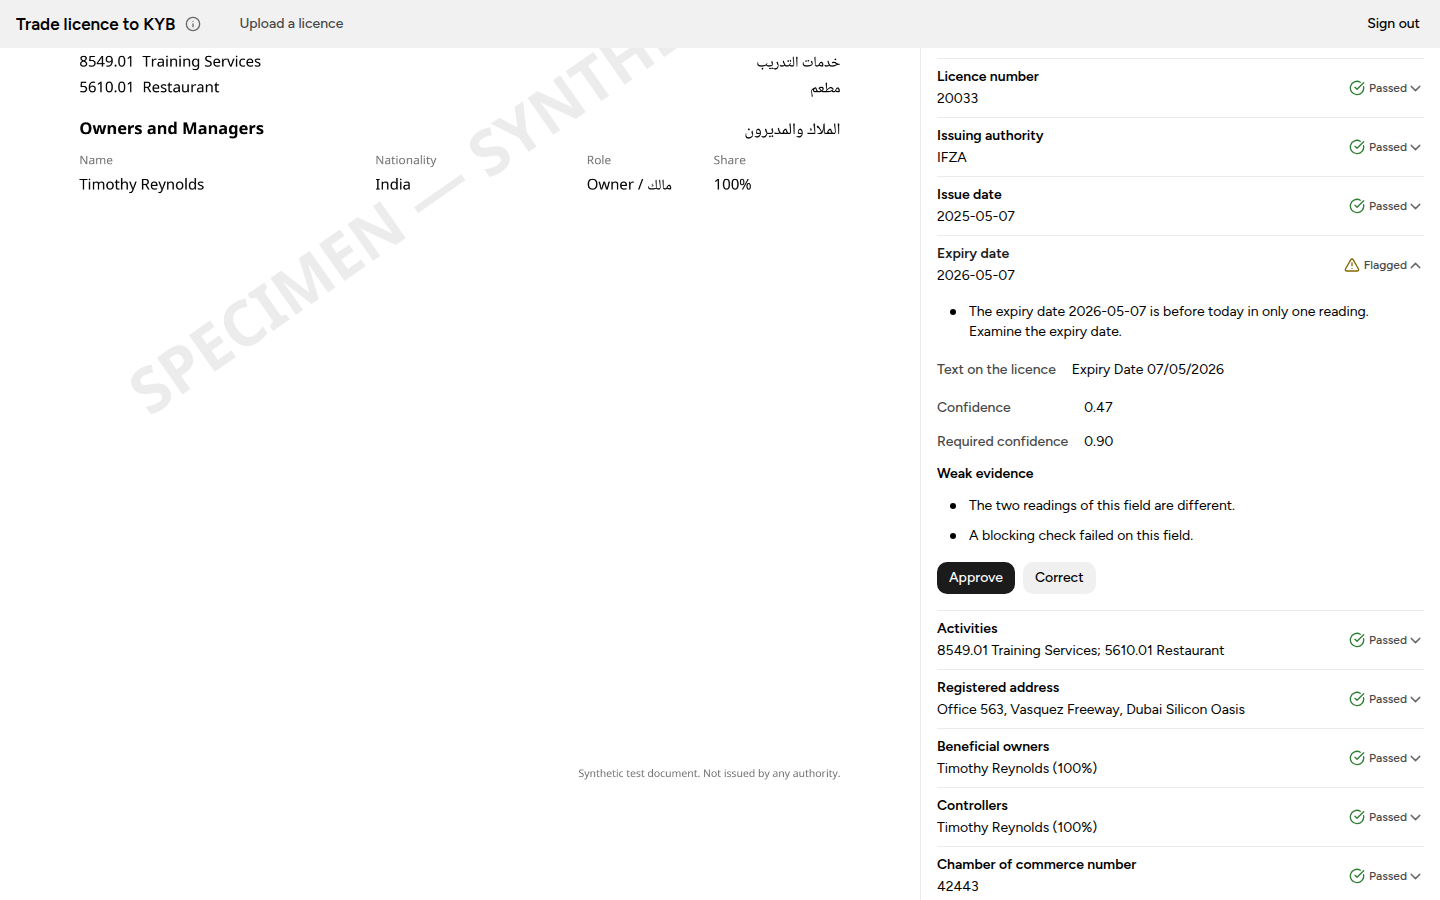 Trade licence to KYB
Upload a licence
Sign out
8549.01 Training Services
خدمات التدريب
5610.01 Restaurant
مطعم
Owners and Managers
الملاك والمديرون
Name Nationality Role Share
Timothy Reynolds India Owner / مالك 100%
SPECIMEN — SYNTHE
Synthetic test document. Not issued by any authority.
Licence number
20033
Passed
Issuing authority
IFZA
Passed
Issue date
2025-05-07
Passed
Expiry date
2026-05-07
Flagged
The expiry date 2026-05-07 is before today in only one reading.
Examine the expiry date.
Text on the licence Expiry Date 07/05/2026
Confidence 0.47
Required confidence 0.90
Weak evidence
The two readings of this field are different.
A blocking check failed on this field.
Approve
Correct
Activities
8549.01 Training Services; 5610.01 Restaurant
Passed
Registered address
Office 563, Vasquez Freeway, Dubai Silicon Oasis
Passed
Beneficial owners
Timothy Reynolds (100%)
Passed
Controllers
Timothy Reynolds (100%)
Passed
Chamber of commerce number
42443
Passed